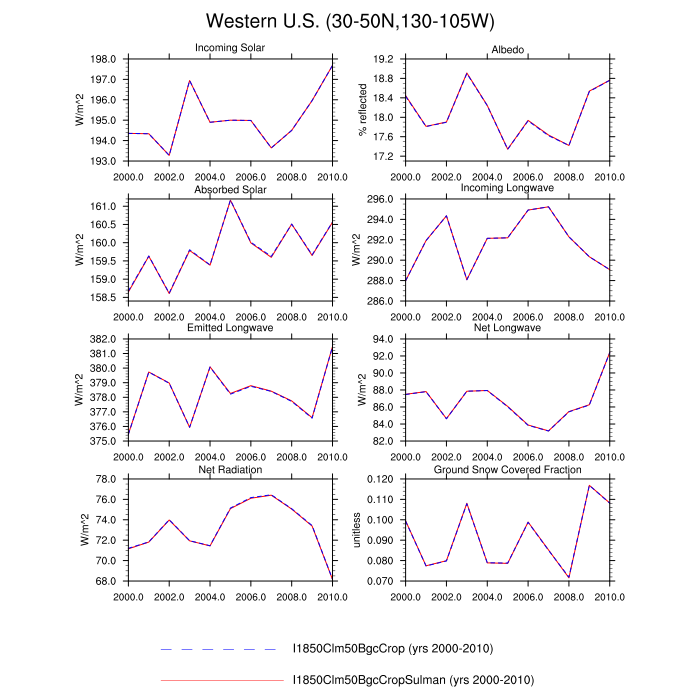 Western U.S. (30-50N,130-105W)
Incoming Solar
W/m^2
198.0
197.0
196.0
195.0
194.0
193.0
2000.0 2002.0 2004.0 2006.0 2008.0 2010.0
Albedo
% reflected
19.2
18.8
18.4
18.0
17.6
17.2
2000.0 2002.0 2004.0 2006.0 2008.0 2010.0
Absorbed Solar
W/m^2
161.0
160.5
160.0
159.5
159.0
158.5
2000.0 2002.0 2004.0 2006.0 2008.0 2010.0
Incoming Longwave
W/m^2
296.0
294.0
292.0
290.0
288.0
286.0
2000.0 2002.0 2004.0 2006.0 2008.0 2010.0
Emitted Longwave
W/m^2
382.0
381.0
380.0
379.0
378.0
377.0
376.0
375.0
2000.0 2002.0 2004.0 2006.0 2008.0 2010.0
Net Longwave
W/m^2
94.0
92.0
90.0
88.0
86.0
84.0
82.0
2000.0 2002.0 2004.0 2006.0 2008.0 2010.0
Net Radiation
W/m^2
78.0
76.0
74.0
72.0
70.0
68.0
2000.0 2002.0 2004.0 2006.0 2008.0 2010.0
Ground Snow Covered Fraction
unitless
0.120
0.110
0.100
0.090
0.080
0.070
2000.0 2002.0 2004.0 2006.0 2008.0 2010.0
I1850Clm50BgcCrop (yrs 2000-2010)
I1850Clm50BgcCropSulman (yrs 2000-2010)